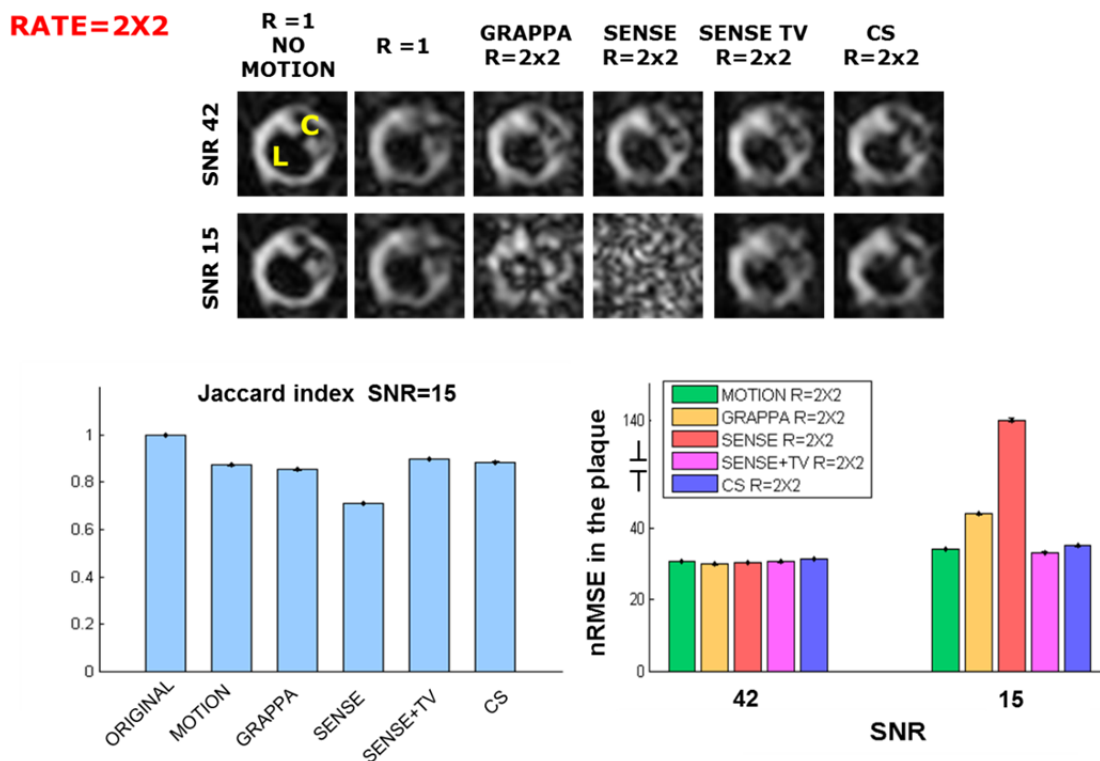 RATE=2X2
R =1
NO
MOTION
R =1
GRAPPA
R=2x2
SENSE
R=2x2
SENSE TV
R=2x2
CS
R=2x2
SNR 42
C
L
SNR 15
Jaccard index SNR=15
1
0.8
0.6
0.4
0.2
0
ORIGINAL
MOTION
GRAPPA
SENSE
SENSE+TV
CS
nRMSE in the plaque
140
40
20
0
MOTION R=2X2
GRAPPA R=2X2
SENSE R=2X2
SENSE+TV R=2X2
CS R=2X2
42
15
SNR